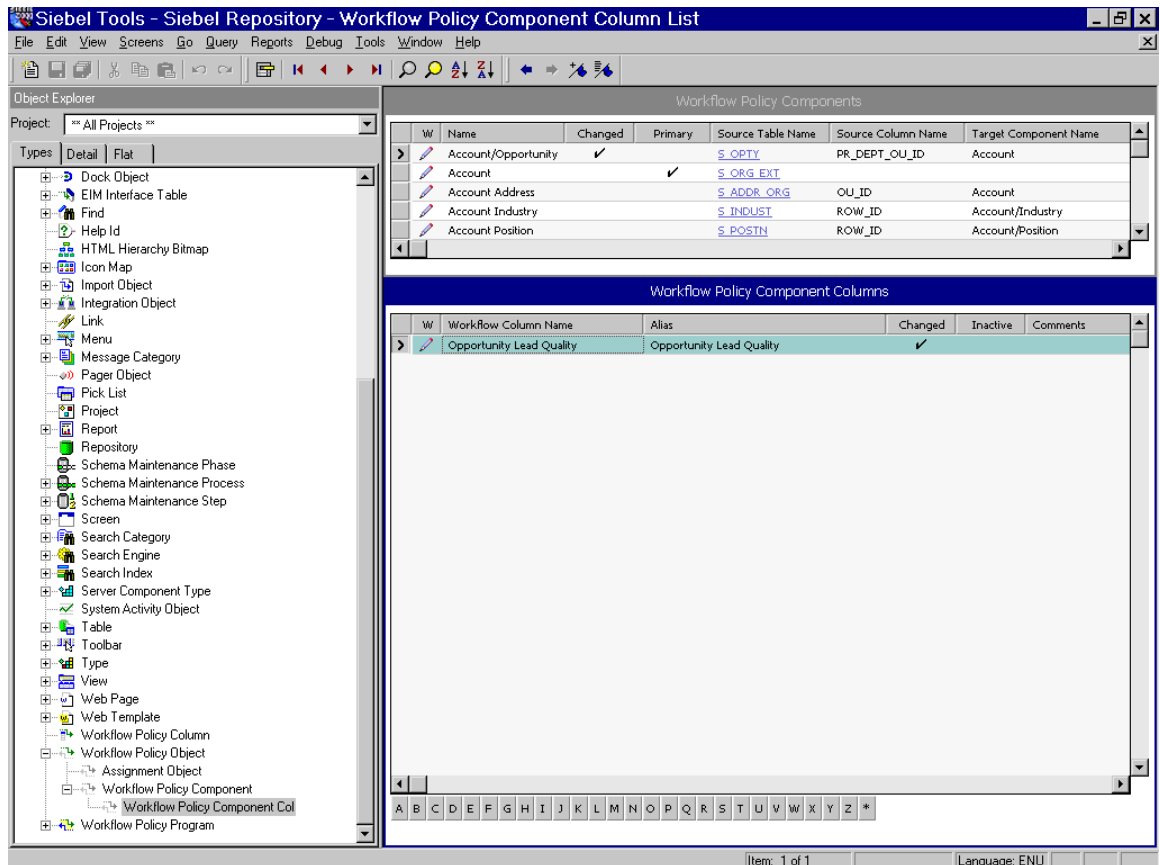 Siebel Tools - Siebel Repository - Workflow Policy Component Column List
File Edit View Screens Go Query Reports Debug Tools Window Help
Object Explorer
Project: ** All Projects **
Types Detail Flat
Dock Object
EIM Interface Table
Find
Help Id
HTML Hierarchy Bitmap
Icon Map
Import Object
Integration Object
Link
Menu
Message Category
Pager Object
Pick List
Project
Report
Repository
Schema Maintenance Phase
Schema Maintenance Process
Schema Maintenance Step
Screen
Search Category
Search Engine
Search Index
Server Component Type
System Activity Object
Table
Toolbar
Type
View
Web Page
Web Template
Workflow Policy Column
Workflow Policy Object
Assignment Object
Workflow Policy Component
Workflow Policy Component Col
Workflow Policy Program
Workflow Policy Components
W Name Changed Primary Source Table Name Source Column Name Target Component Name
Account/Opportunity S_OPTY PR_DEPT_OU_ID Account
Account S_ORG_EXT
Account Address S_ADDR_ORG OU_ID Account
Account Industry S_INDUST ROW_ID Account/Industry
Account Position S_POSTN ROW_ID Account/Position
Workflow Policy Component Columns
W Workflow Column Name Alias Changed Inactive Comments
Opportunity Lead Quality Opportunity Lead Quality
A B C D E F G H I J K L M N O P Q R S T U V W X Y Z *
Item: 1 of 1 Language: ENU